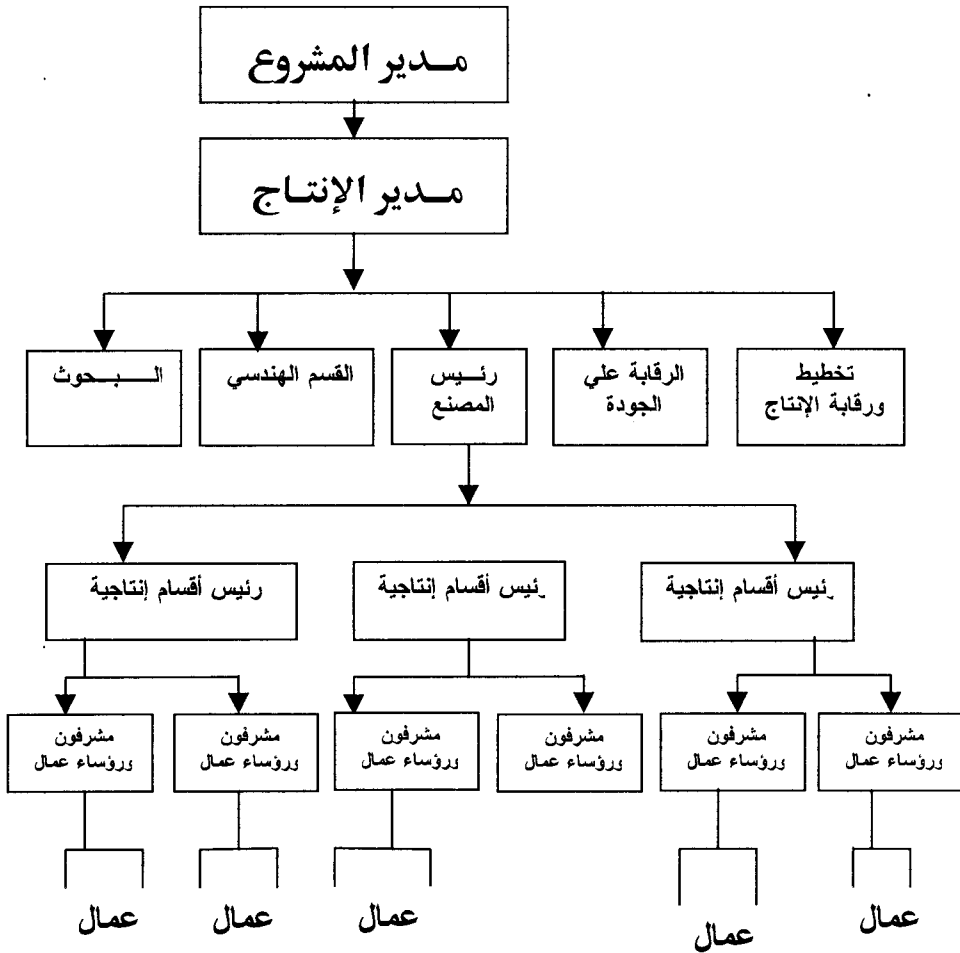 مدير المشروع
مدير الإنتاج
تخطيط
ورقابة الإنتاج
الرقابة علي
الجودة
رئيس
المصنع
القسم الهندسي
البحوث
رئيس أقسام إنتاجية
رئيس أقسام إنتاجية
رئيس أقسام إنتاجية
مشرفون
ورؤساء عمال
مشرفون
ورؤساء عمال
مشرفون
ورؤساء عمال
مشرفون
ورؤساء عمال
مشرفون
ورؤساء عمال
مشرفون
ورؤساء عمال
عمال
عمال
عمال
عمال
عمال